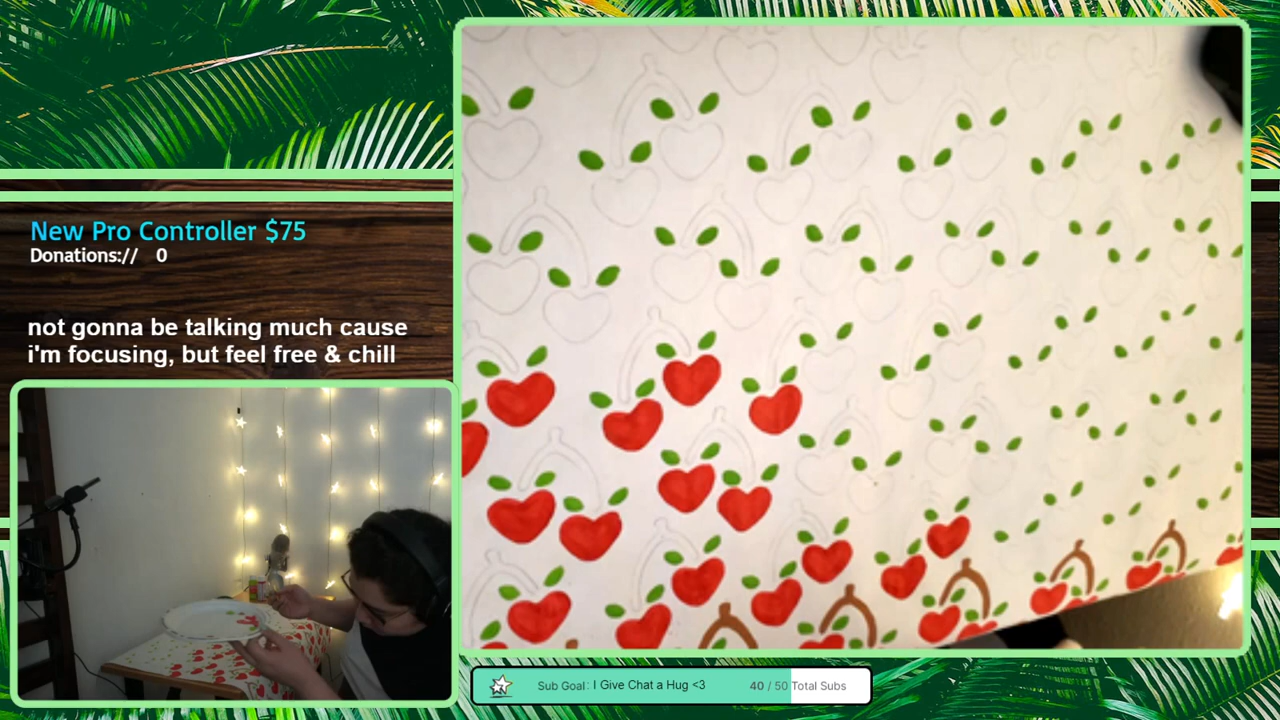 New Pro Controller $75
Donations:// 0
not gonna be talking much cause
i'm focusing, but feel free & chill
Sub Goal: I Give Chat a Hug <3 40 / 50 Total Subs